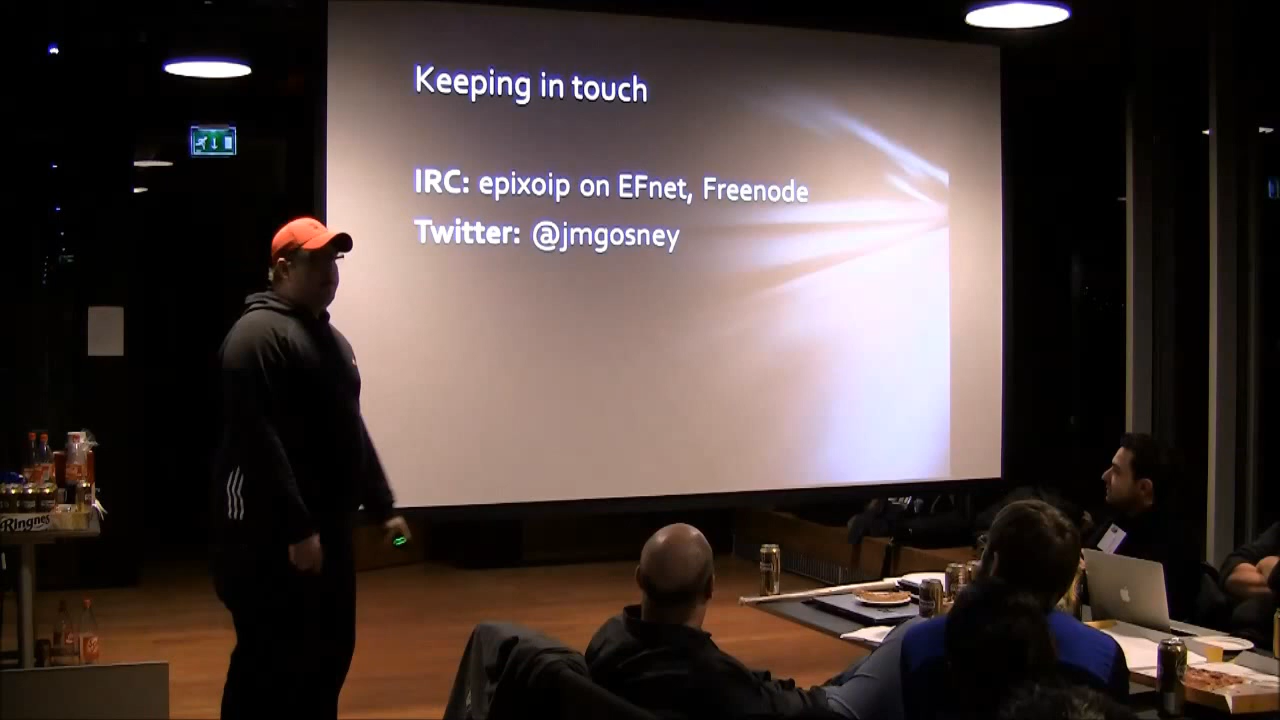 Keeping in touch
IRC: epixoip on EFnet, Freenode
Twitter: @jmgosney
Ringnes